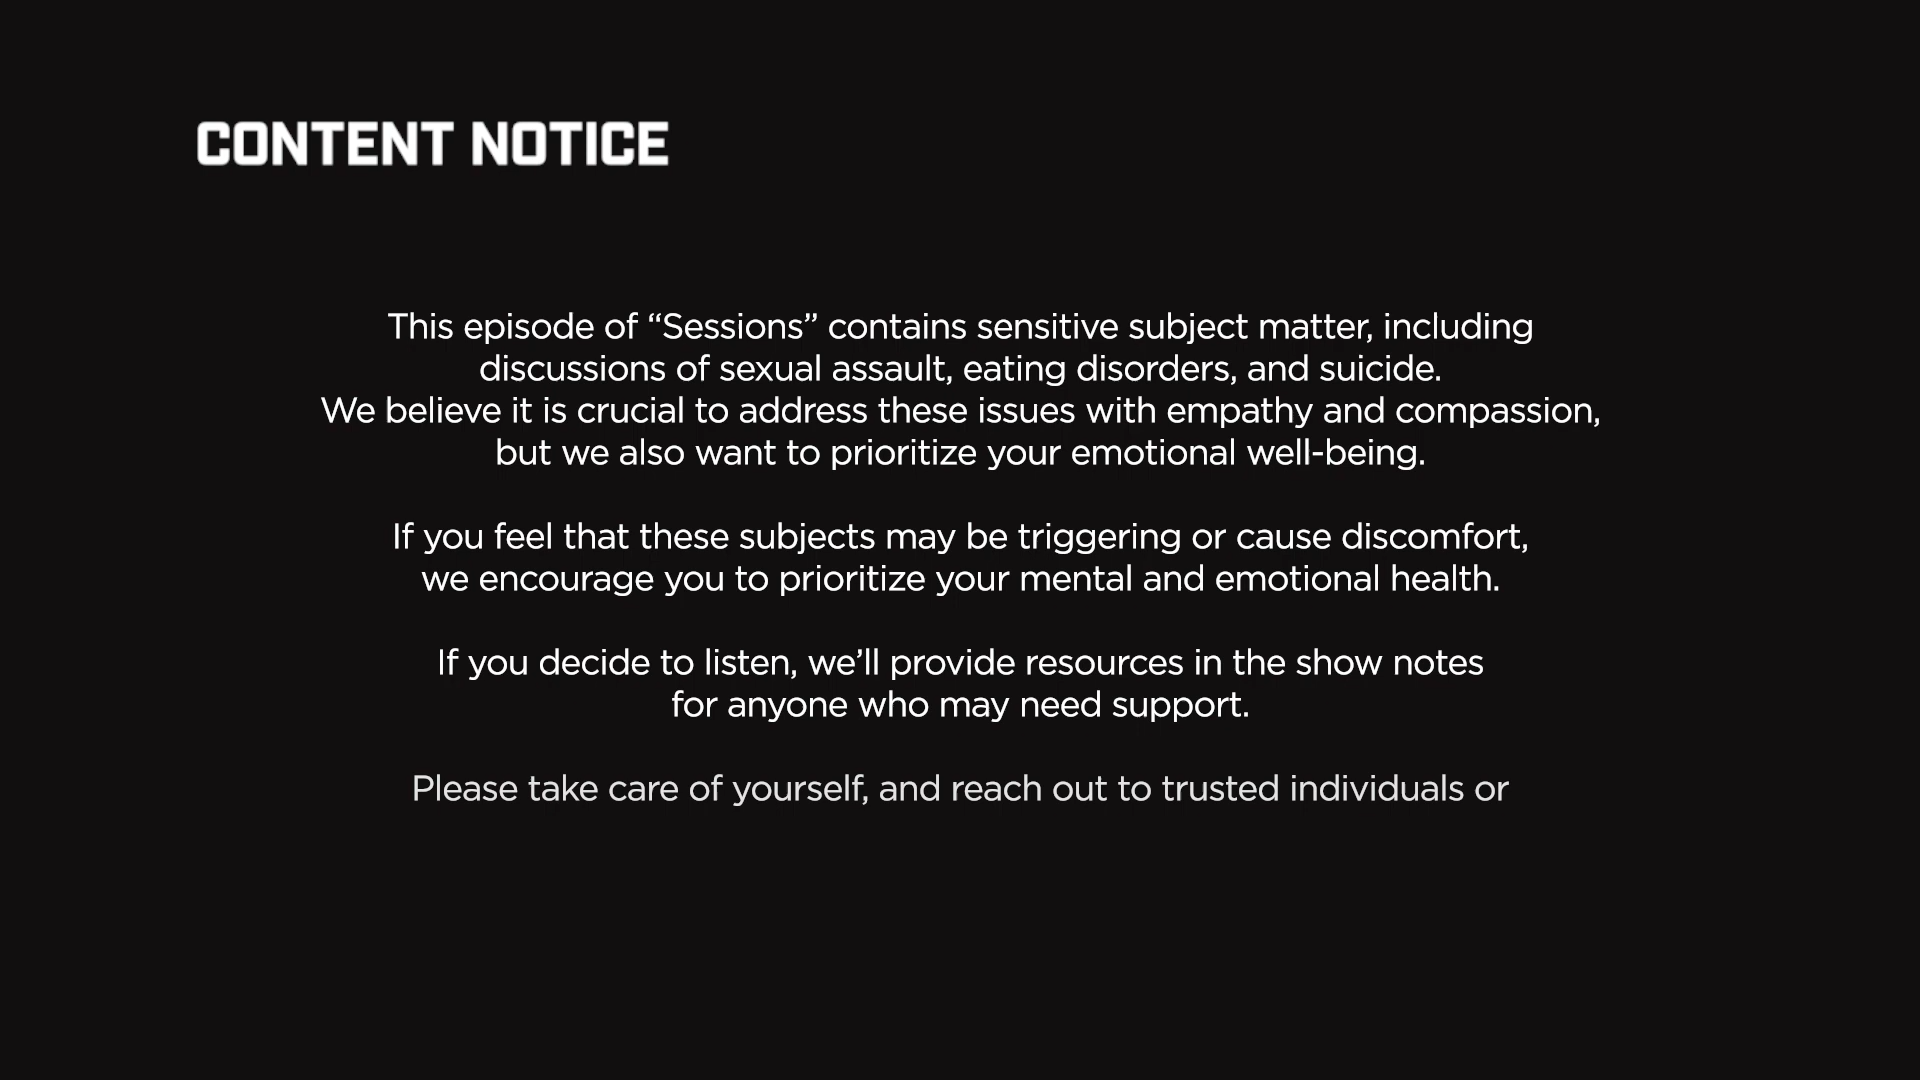 CONTENT NOTICE
This episode of “Sessions” contains sensitive subject matter, including
discussions of sexual assault, eating disorders, and suicide.
We believe it is crucial to address these issues with empathy and compassion,
but we also want to prioritize your emotional well-being.
If you feel that these subjects may be triggering or cause discomfort,
we encourage you to prioritize your mental and emotional health.
If you decide to listen, we’ll provide resources in the show notes
for anyone who may need support.
Please take care of yourself, and reach out to trusted individuals or